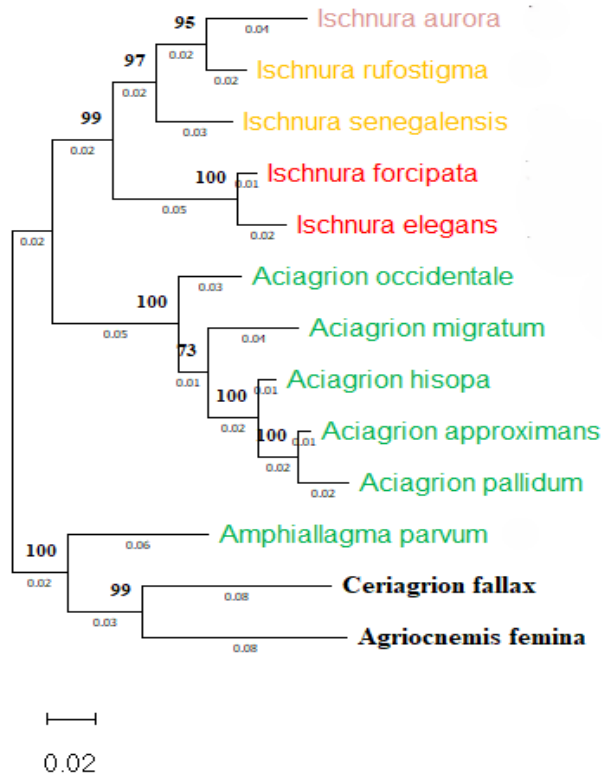 95
0.04
Ischnura aurora
97
0.02
0.02
Ischnura rufostigma
99
0.02
0.03
Ischnura senegalensis
0.02
100
0.01
Ischnura forcipata
0.05
0.02
Ischnura elegans
0.02
100
0.03
Aciagrion occidentale
0.05
73
0.04
Aciagrion migratum
0.01
100
0.01
Aciagrion hisopa
0.02
100
0.01
Aciagrion approximans
0.02
0.02
Aciagrion pallidum
100
0.06
Amphiallagma parvum
0.02
99
0.08
Ceriagrion fallax
0.03
0.08
Agriocnemis femina
0.02